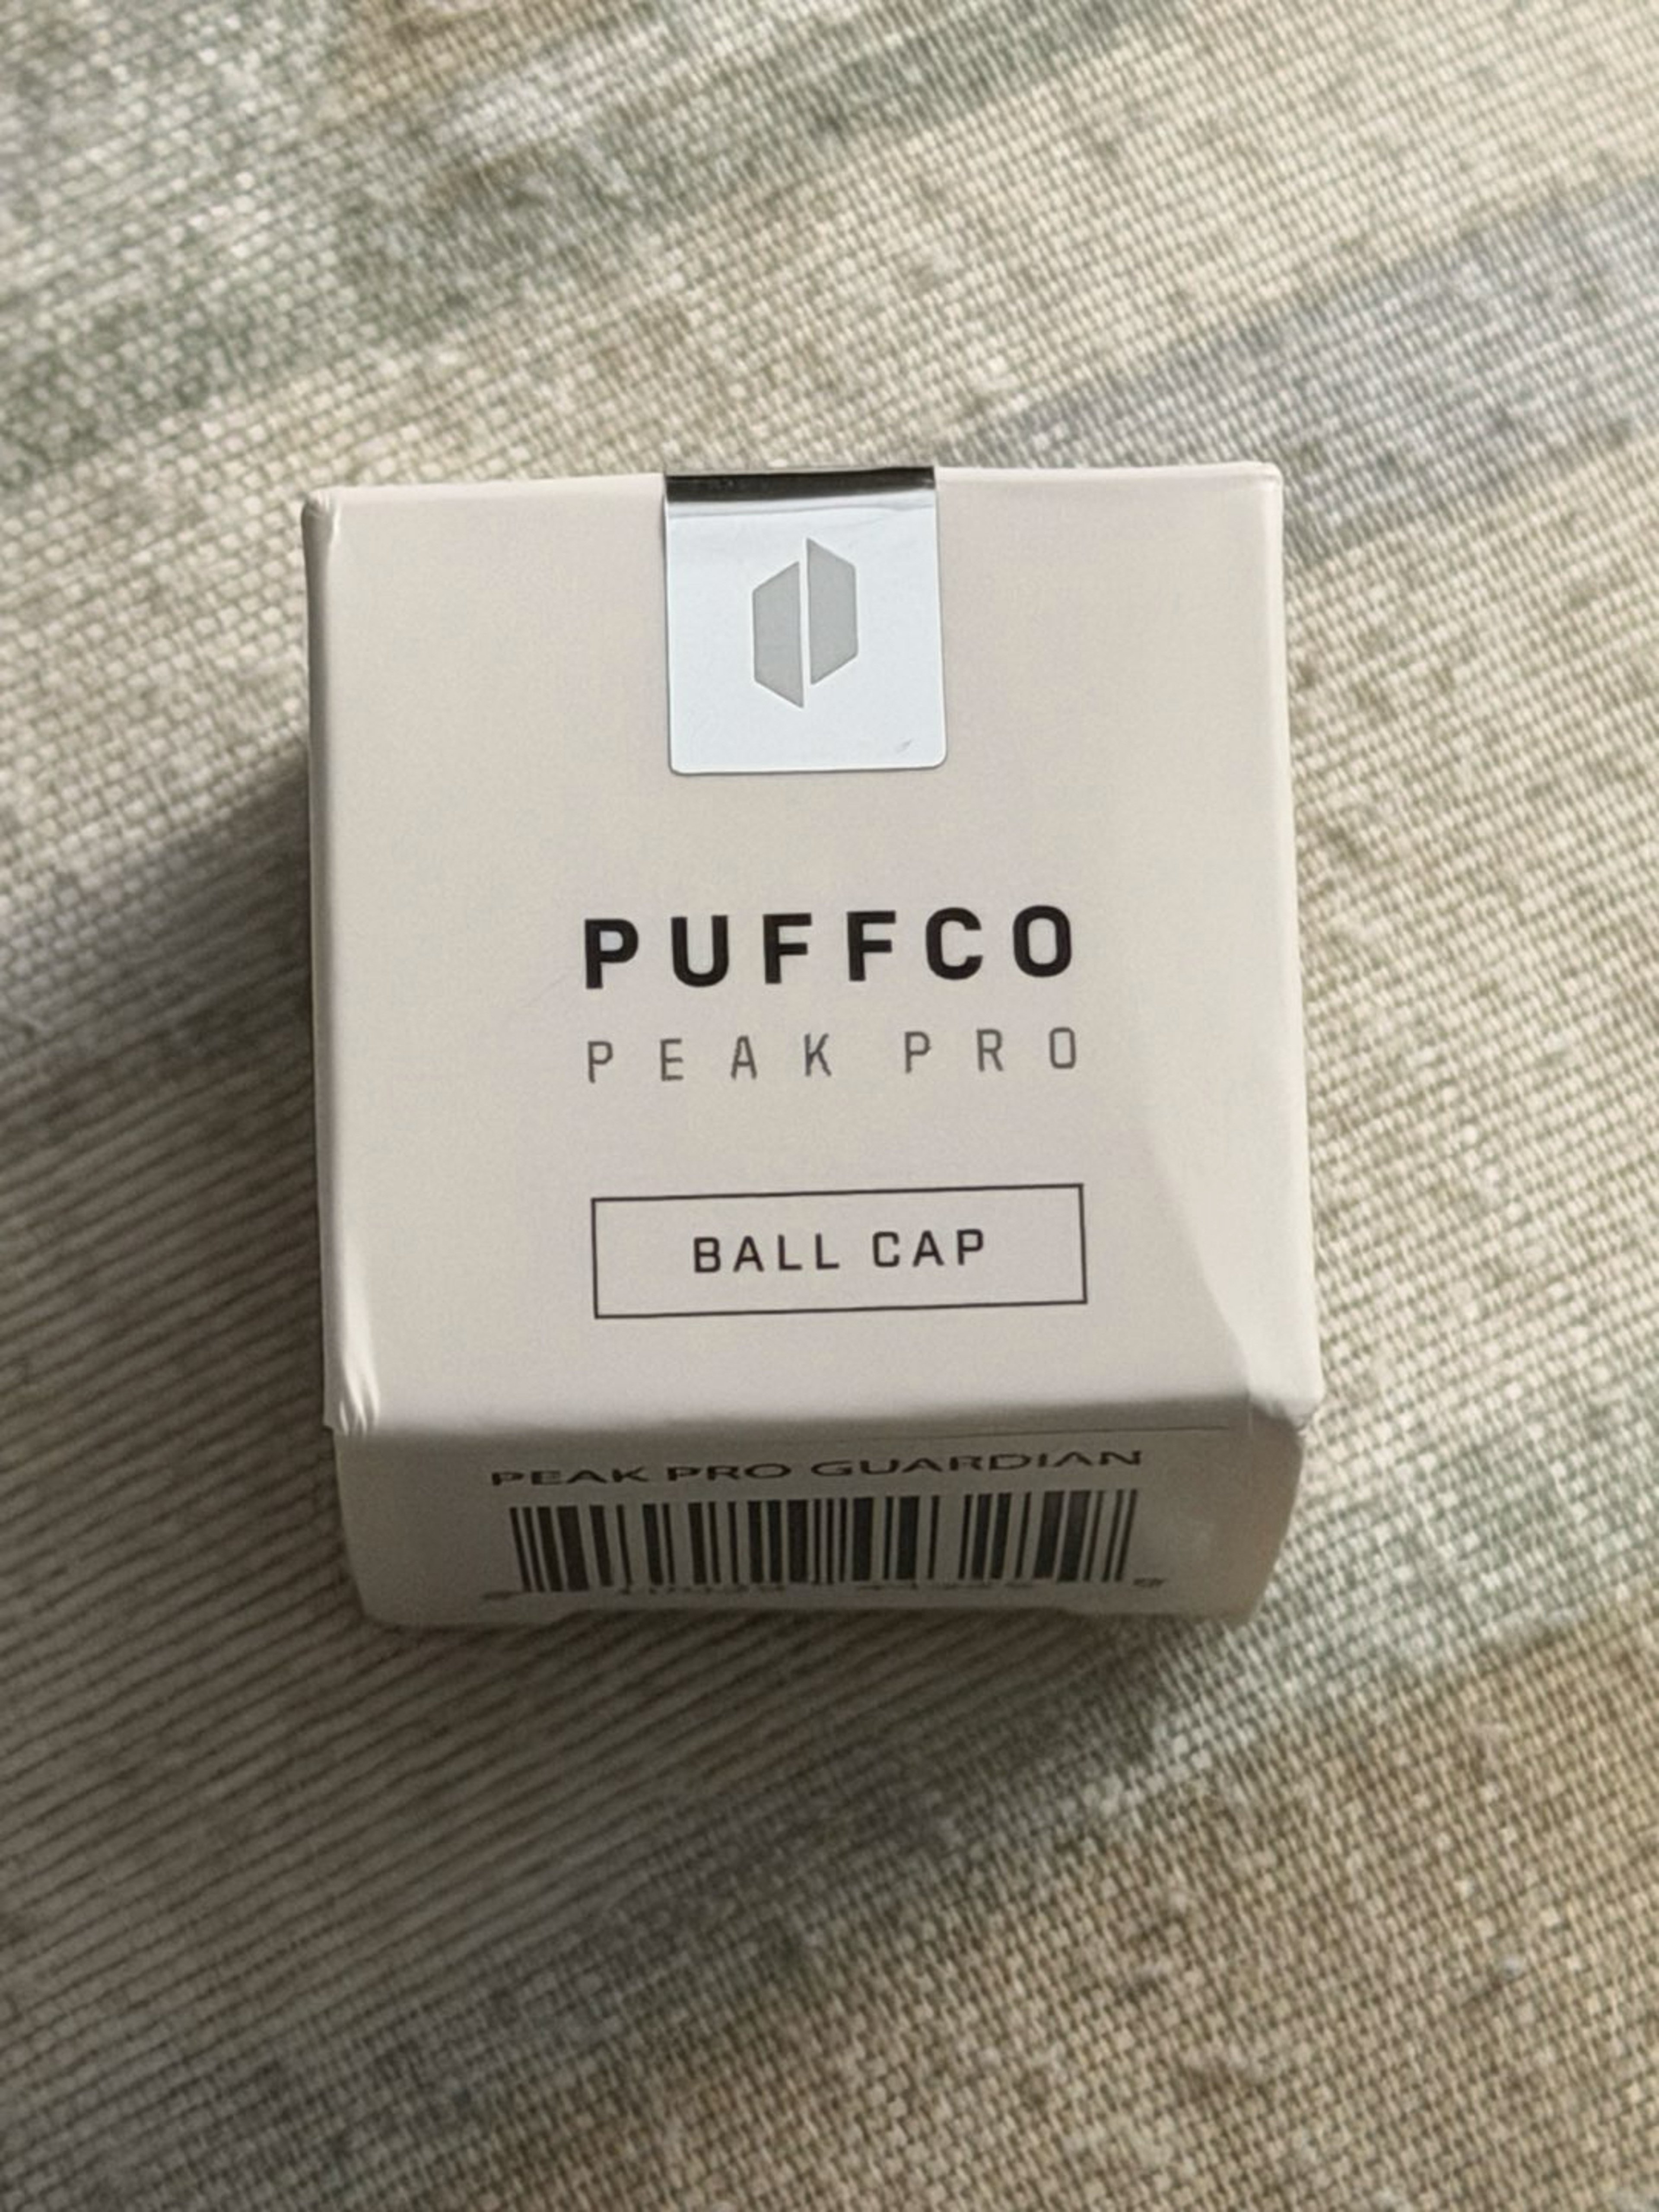 PUFFCO
PEAK PRO
BALL CAP
PEAK PRO GUARDIAN